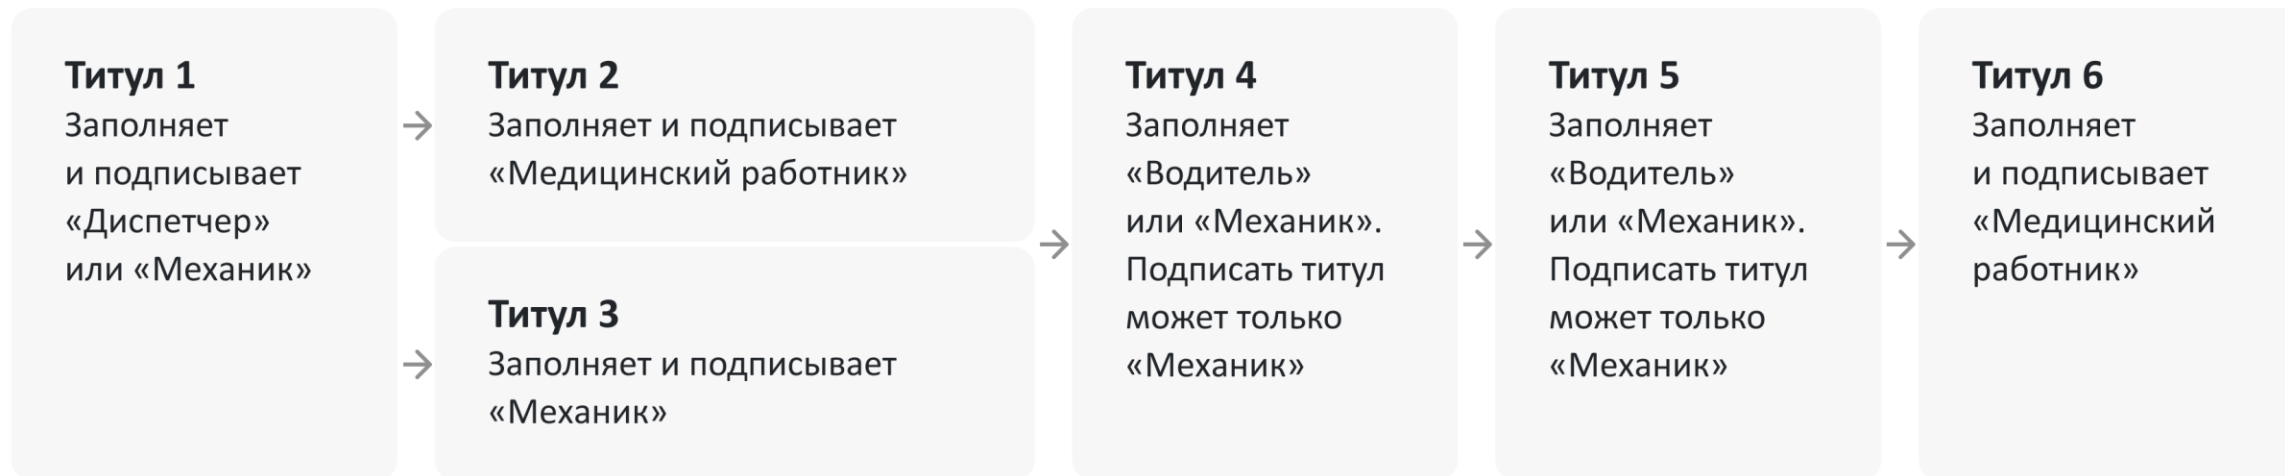 Титул 1
Заполняет
и подписывает
«Диспетчер»
или «Механик»
Титул 2
Заполняет и подписывает
«Медицинский работник»
Титул 3
Заполняет и подписывает
«Механик»
Титул 4
Заполняет
«Водитель»
или «Механик».
Подписать титул
может только
«Механик»
Титул 5
Заполняет
«Водитель»
или «Механик».
Подписать титул
может только
«Механик»
Титул 6
Заполняет
и подписывает
«Медицинский
работник»